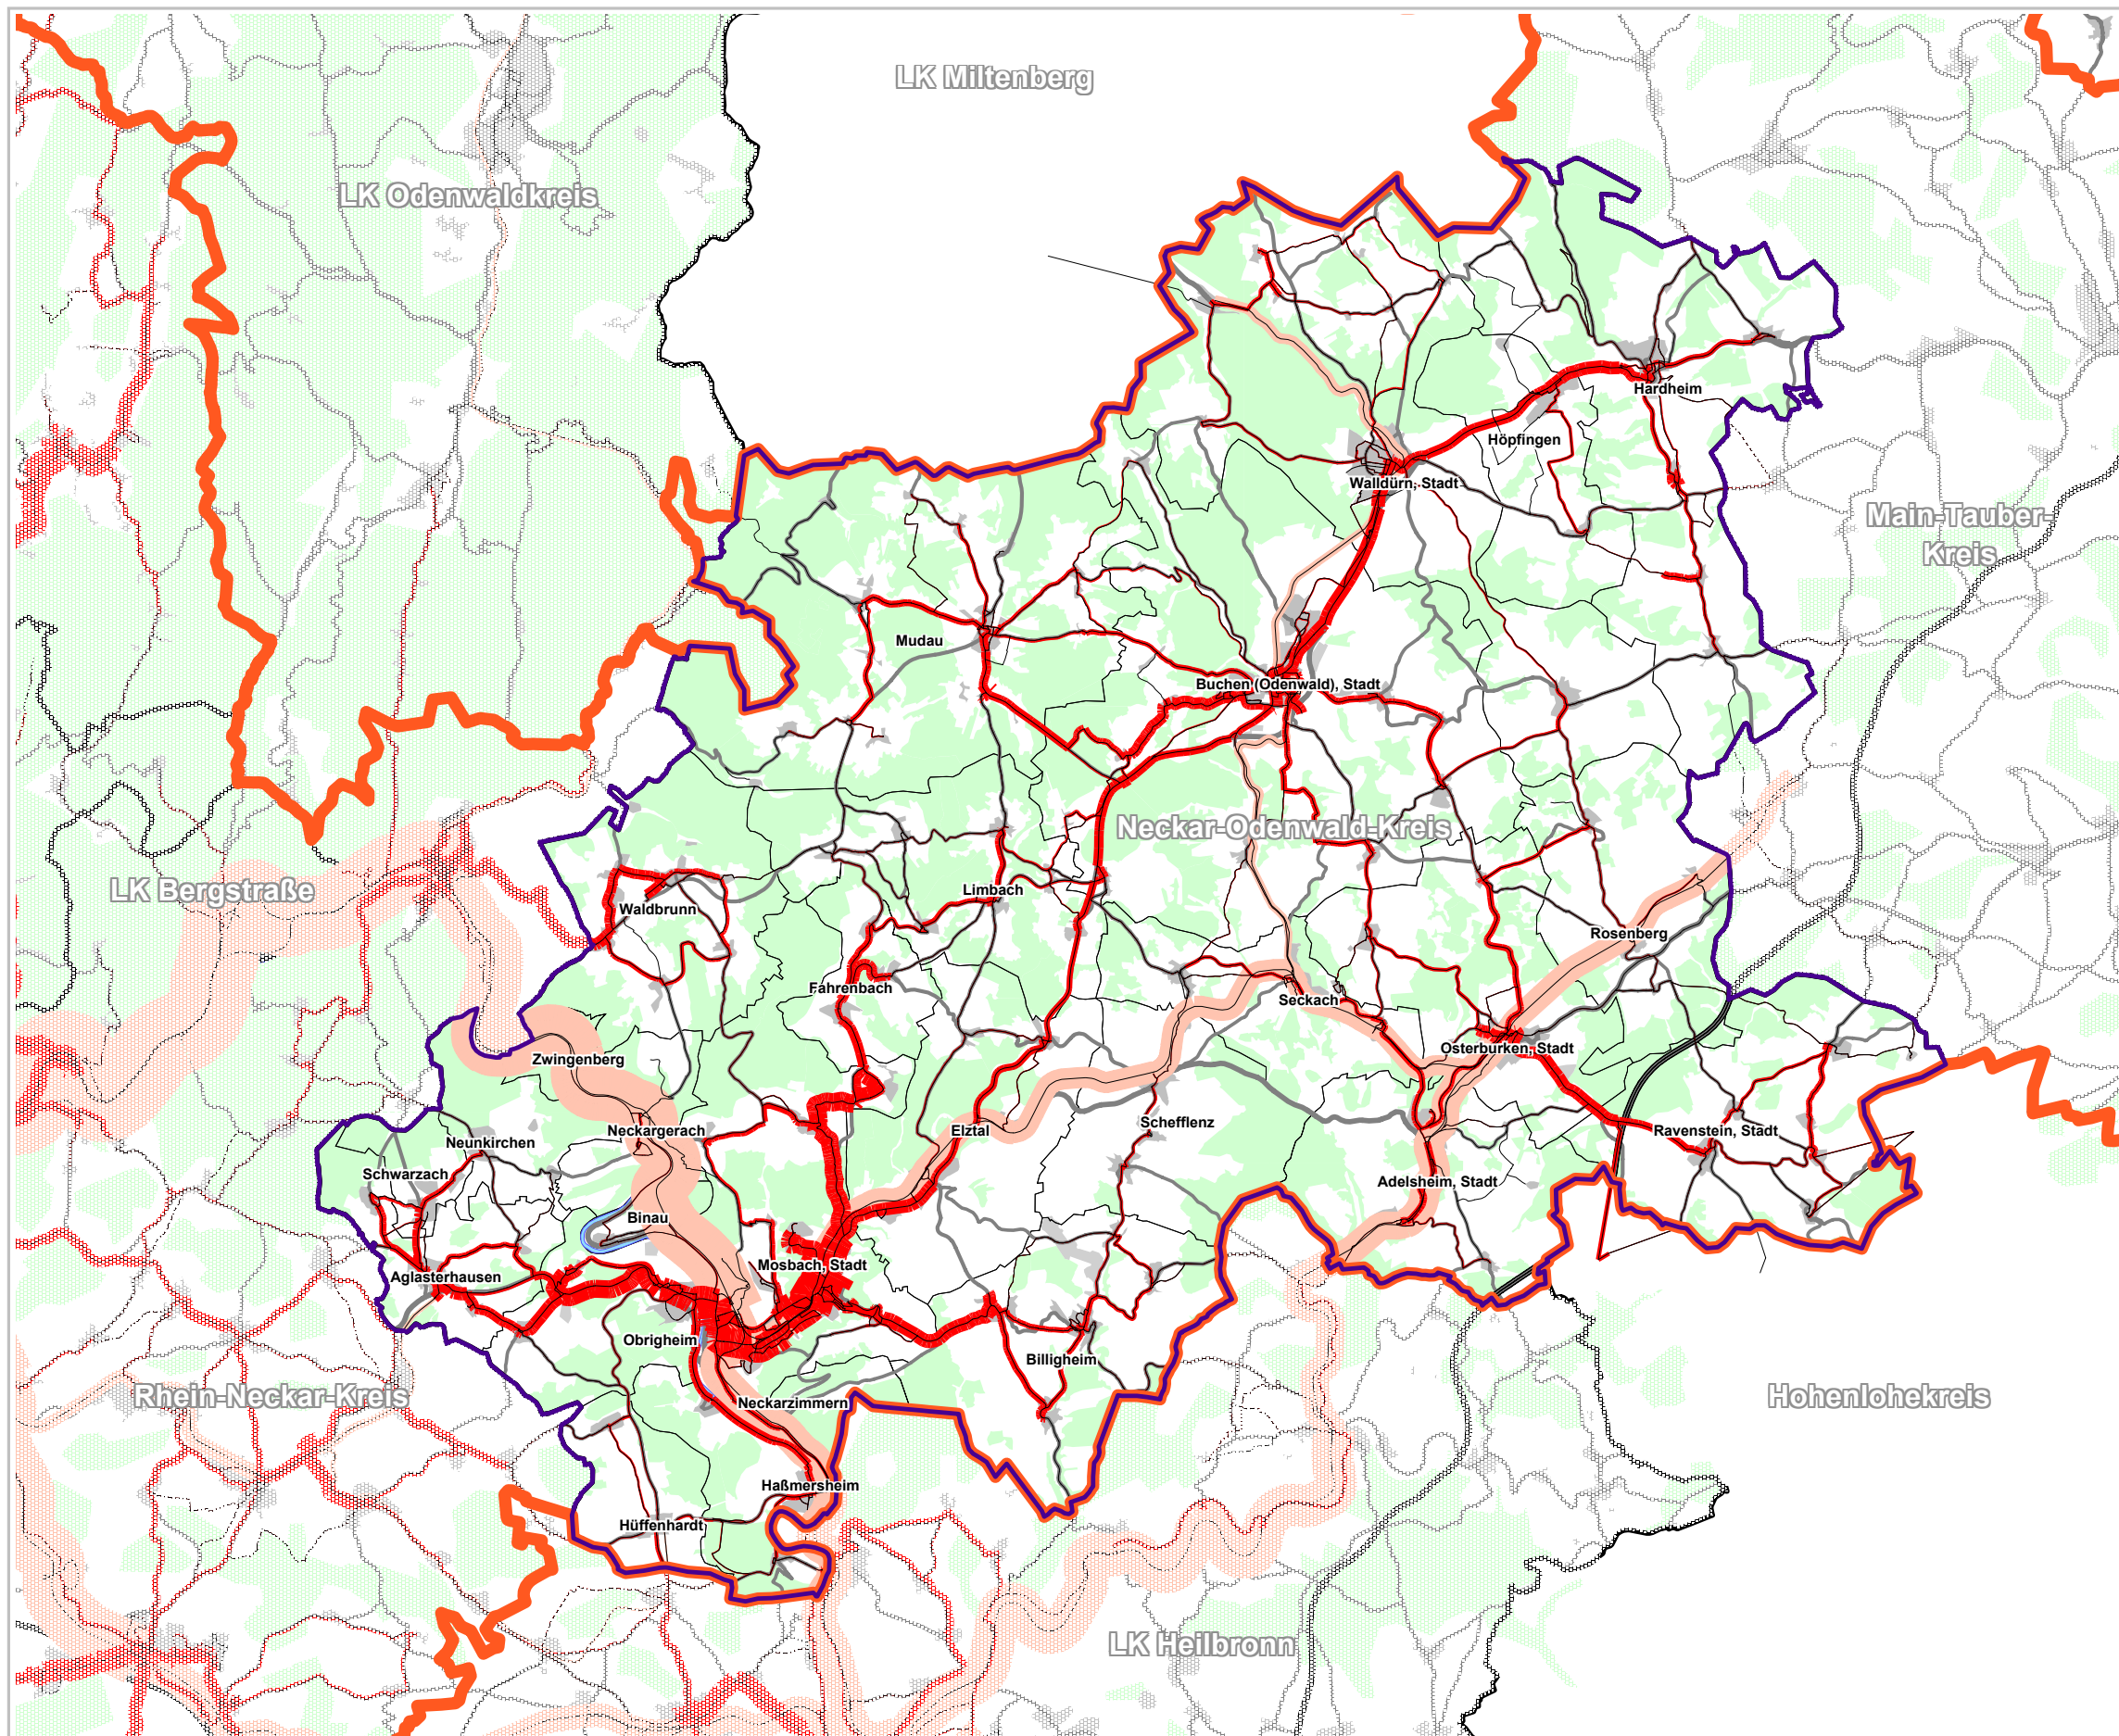 LK Miltenberg
LK Odenwaldkreis
Hardheim
Höpfingen
Walldürn, Stadt
Main-Tauber-
Kreis
Mudau
Buchen (Odenwald), Stadt
Neckar-Odenwald-Kreis
LK Bergstraße
Limbach
Waldbrunn
Rosenberg
Fahrenbach
Seckach
Osterburken, Stadt
Zwingenberg
Schefflenz
Neckargerach
Elztal
Ravenstein, Stadt
Neunkirchen
Schwarzach
Adelsheim, Stadt
Binau
Mosbach, Stadt
Aglasterhausen
Obrigheim
Billigheim
Rhein-Neckar-Kreis
Hohenlohekreis
Neckarzimmern
Haßmersheim
Hüffenhardt
LK Heilbronn